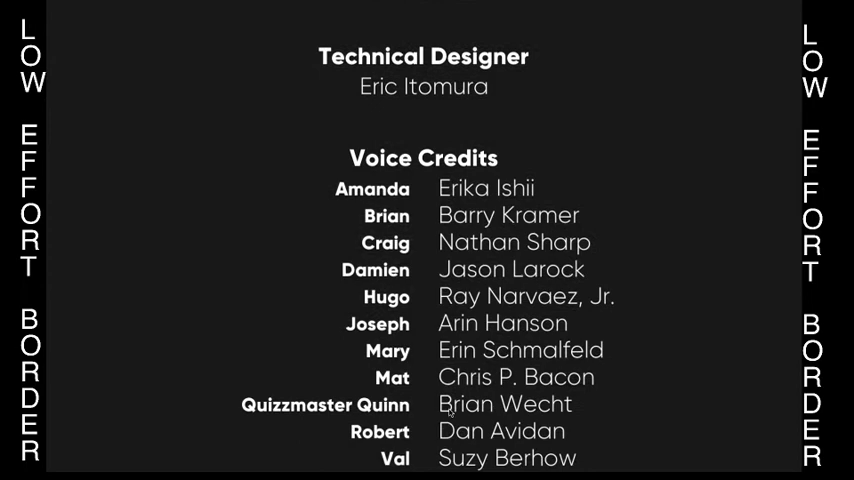 LOW EFFORT BORDER
Technical Designer
Eric Itomura
Voice Credits
Amanda Erika Ishii
Brian Barry Kramer
Craig Nathan Sharp
Damien Jason Larock
Hugo Ray Narvaez, Jr.
Joseph Arin Hanson
Mary Erin Schmalfeld
Mat Chris P. Bacon
Quizzmaster Quinn Brian Wecht
Robert Dan Avidan
Val Suzy Berhow
LOW EFFORT BORDER